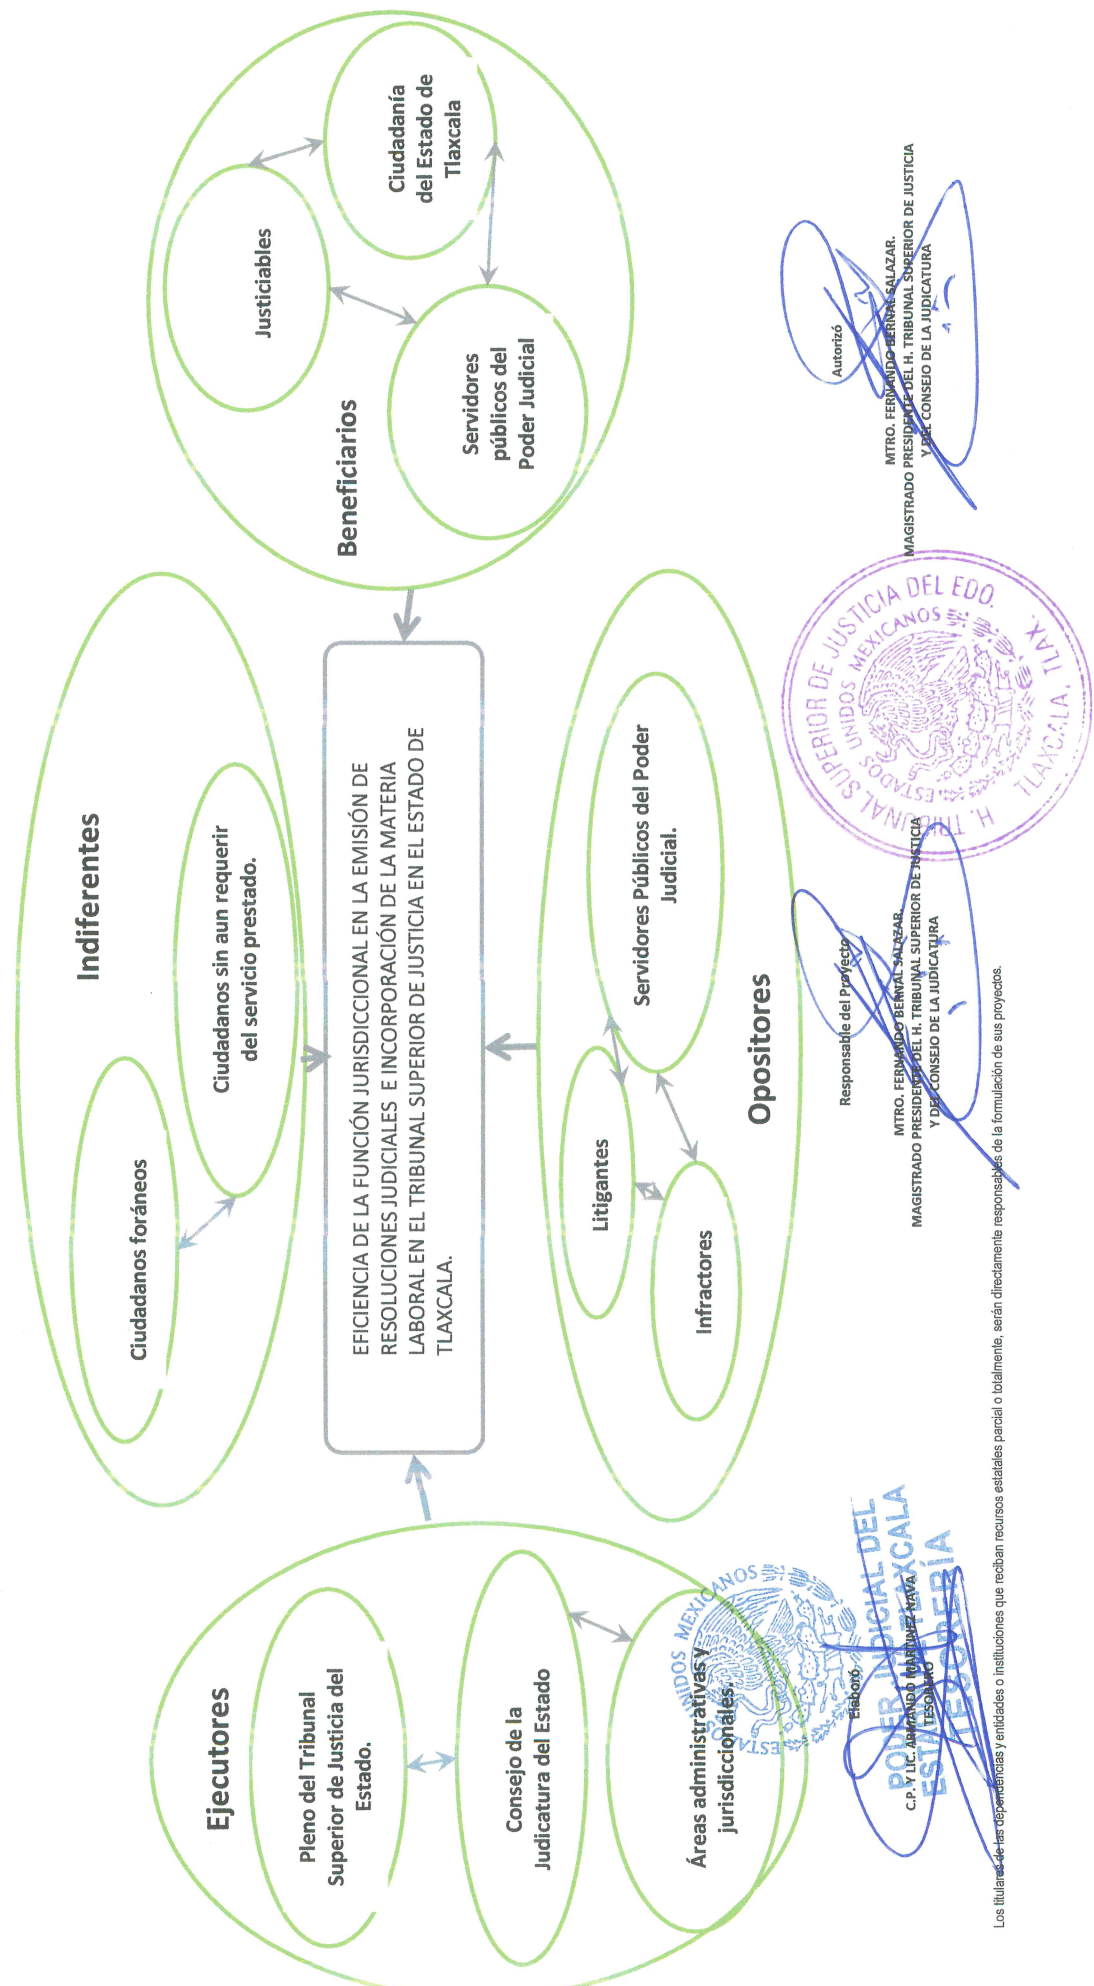 Indiferentes
Ciudadanos foráneos
Ciudadanos sin aun requerir
del servicio prestado.
Ejecutores
Pleno del Tribunal
Superior de Justicia del
Estado.
Consejo de la
Judicatura del Estado
Áreas administrativas y
jurisdiccionales.
EFICIENCIA DE LA FUNCIÓN JURISDICCIONAL EN LA EMISIÓN DE
RESOLUCIONES JUDICIALES E INCORPORACIÓN DE LA MATERIA
LABORAL EN EL TRIBUNAL SUPERIOR DE JUSTICIA EN EL ESTADO DE
TLAXCALA.
Beneficiarios
Justiciables
Ciudadanía
del Estado de
Tlaxcala
Servidores
públicos del
Poder Judicial
Litigantes
Infractores
Servidores Públicos del Poder
Judicial.
Opositores
UNIDOS MEXICANOS
ESTADOS
Elaboró
PODER JUDICIAL DEL
ESTADO DE TLAXCALA
TESORERÍA
C.P. Y LIC. ARMANDO MARTINEZ NAVA
TESORERO
Responsable del Proyecto
MTRO. FERNANDO BERNAL SALAZAR.
MAGISTRADO PRESIDENTE DEL H. TRIBUNAL SUPERIOR DE JUSTICIA
Y DEL CONSEJO DE LA JUDICATURA
H. TRIBUNAL SUPERIOR DE JUSTICIA DEL EDO.
ESTADOS UNIDOS MEXICANOS
TLAXCALA, TLAX.
Autorizó
MTRO. FERNANDO BERNAL SALAZAR.
MAGISTRADO PRESIDENTE DEL H. TRIBUNAL SUPERIOR DE JUSTICIA
Y DEL CONSEJO DE LA JUDICATURA
Los titulares de las dependencias y entidades o instituciones que reciban recursos estatales parcial o totalmente, serán directamente responsables de la formulación de sus proyectos.